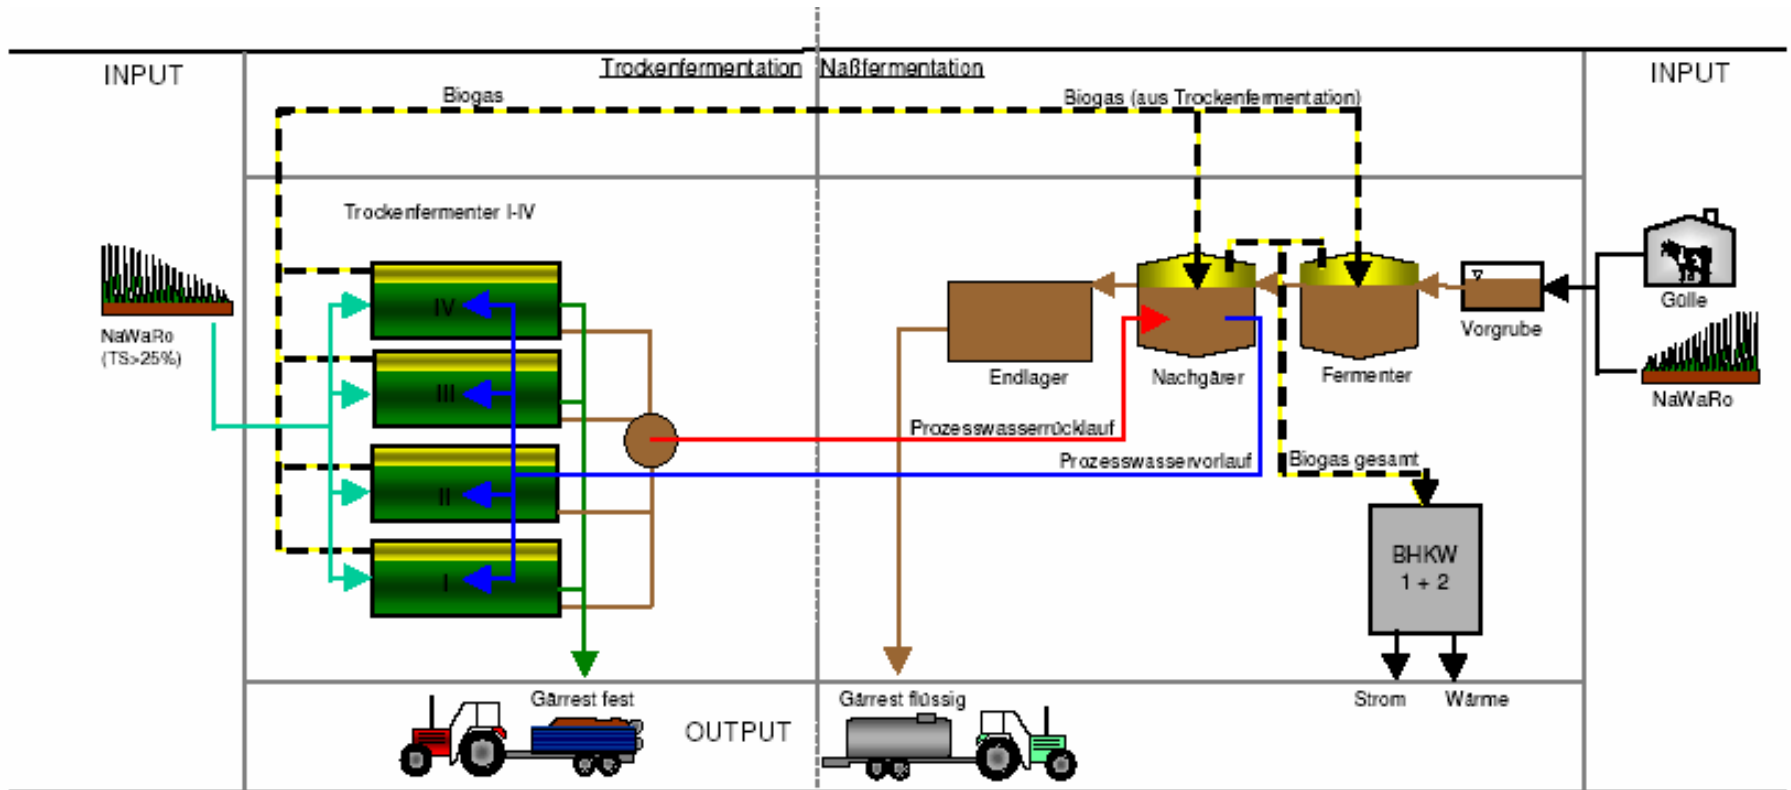 INPUT
Trockenfermentation
Naßfermentation
INPUT
Biogas
Biogas (aus Trockenfermentation)
Trockenfermenter I-IV
IV
III
II
I
NaWaRo
(TS>25%)
Gölle
Vorgrube
NaWaRo
Endlager
Nachgärer
Fermenter
Prozesswasserrücklauf
Prozesswasservorlauf
Biogas gesamt
BHKW
1 + 2
Strom
Wärme
Gärrest fest
OUTPUT
Gärrest flüssig